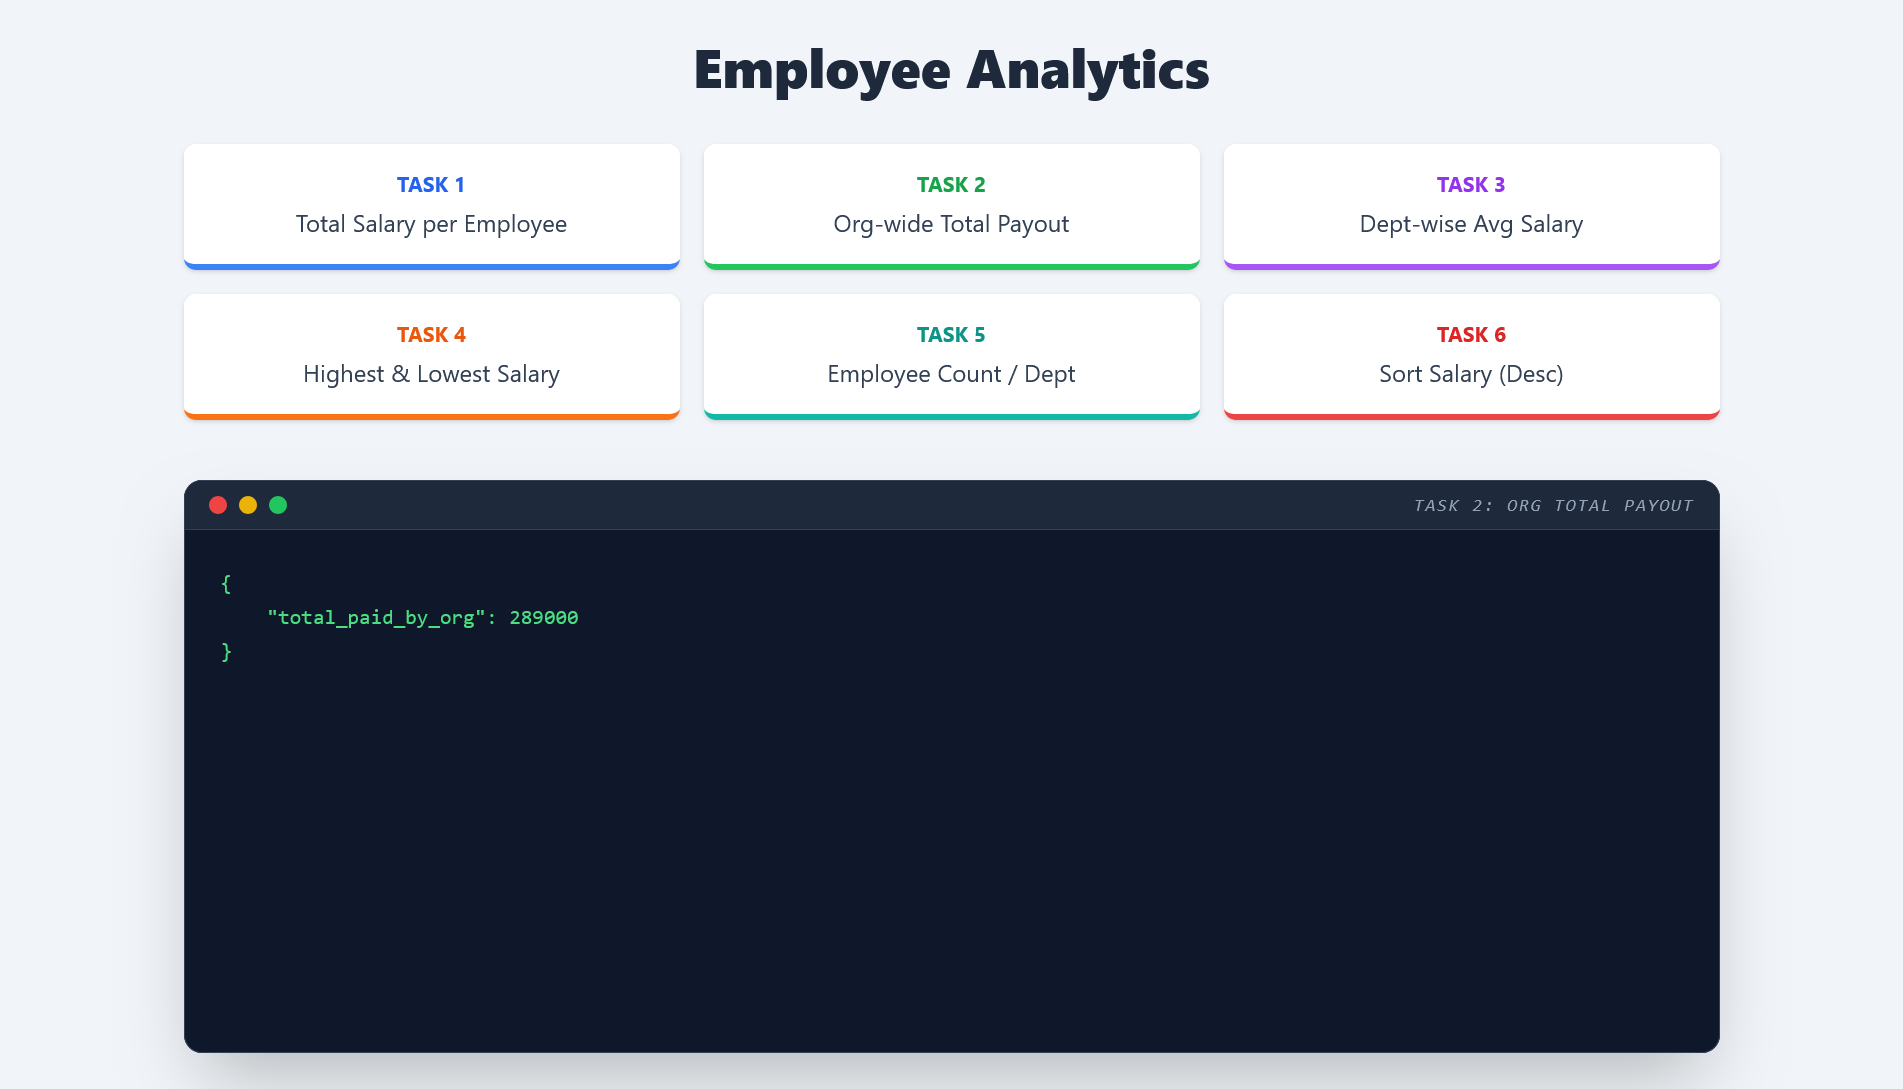 Employee Analytics
TASK 1
Total Salary per Employee
TASK 2
Org-wide Total Payout
TASK 3
Dept-wise Avg Salary
TASK 4
Highest & Lowest Salary
TASK 5
Employee Count / Dept
TASK 6
Sort Salary (Desc)
TASK 2: ORG TOTAL PAYOUT
{
    "total_paid_by_org": 289000
}